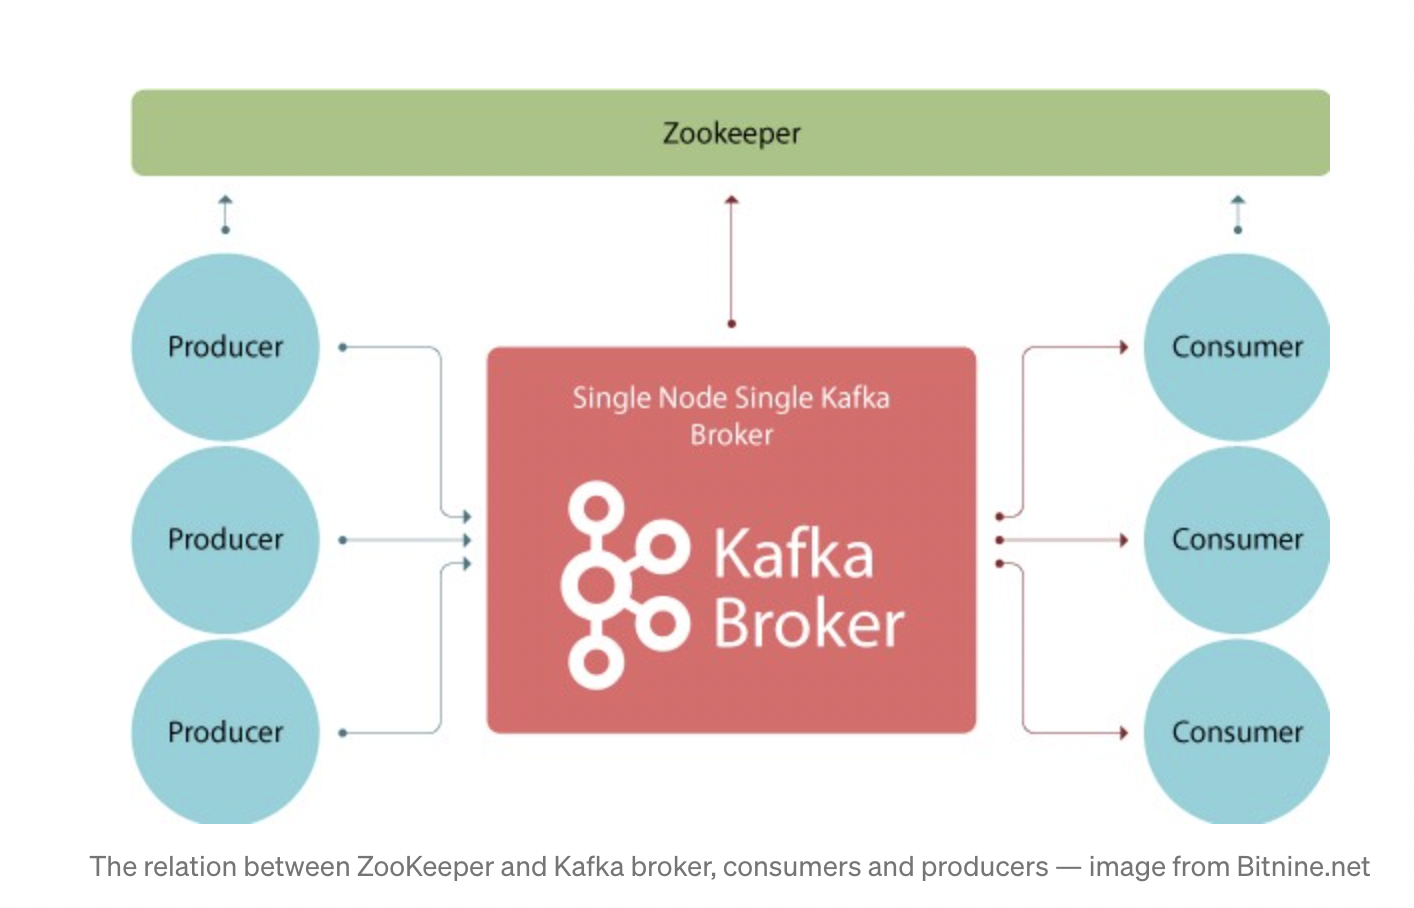 Zookeeper
Producer
Producer
Producer
Single Node Single Kafka
Broker
Kafka
Broker
Consumer
Consumer
Consumer
The relation between ZooKeeper and Kafka broker, consumers and producers — image from Bitnine.net